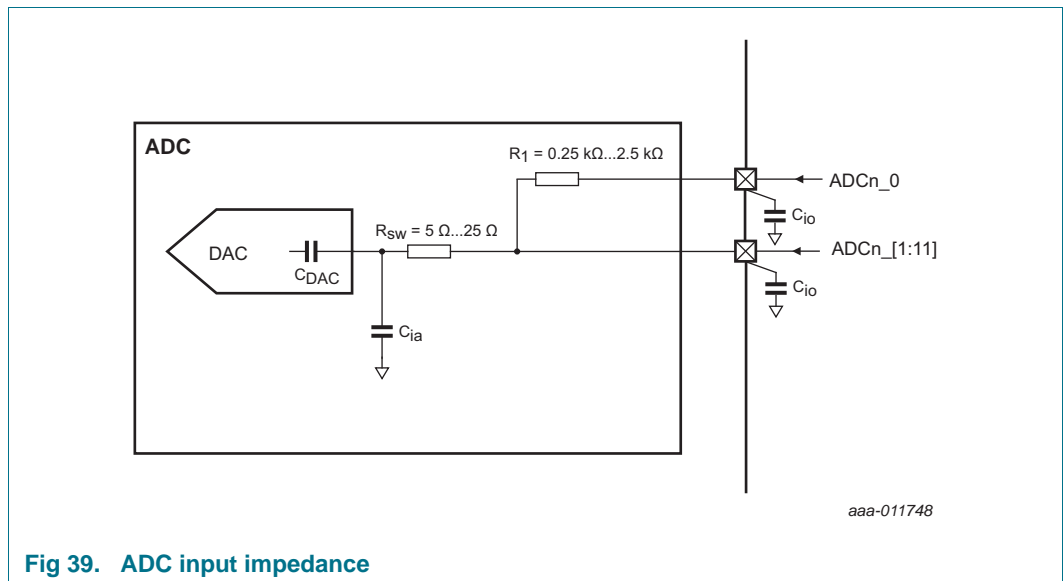 ADC
R1 = 0.25 kΩ...2.5 kΩ
ADCn_0
Cio
Rsw = 5 Ω...25 Ω
DAC
CDAC
ADCn_[1:11]
Cio
Cia
aaa-011748
Fig 39. ADC input impedance